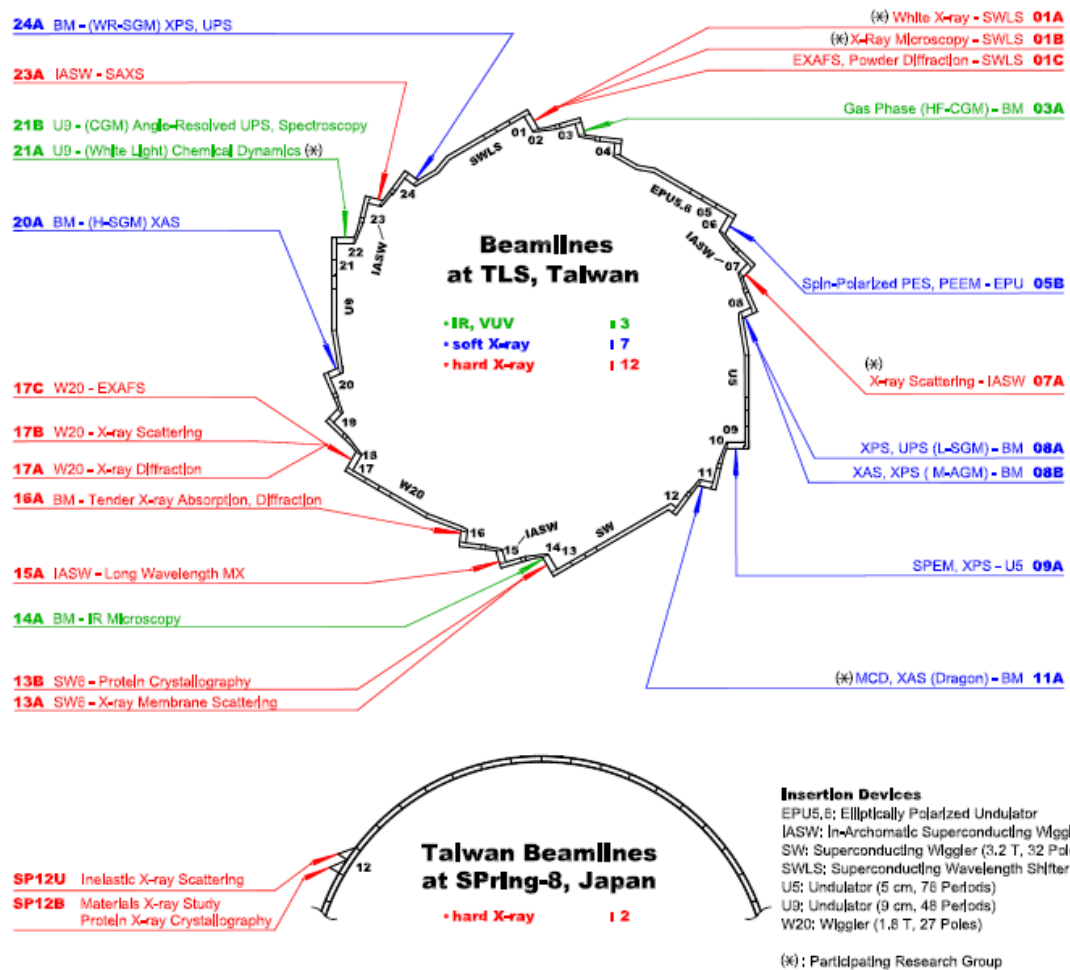 24A BM - (WR-SGM) XPS, UPS
23A IASW - SAXS
21B U9 - (CGM) Angle-Resolved UPS, Spectroscopy
21A U9 - (White Light) Chemical Dynamics (*)
20A BM - (H-SGM) XAS
17C W20 - EXAFS
17B W20 - X-ray Scattering
17A W20 - X-ray Diffraction
16A BM - Tender X-ray Absorption, Diffraction
15A IASW - Long Wavelength MX
14A BM - IR Microscopy
13B SW6 - Protein Crystallography
13A SW6 - X-ray Membrane Scattering
(*) White X-ray - SWLS 01A
(*) X-Ray Microscopy - SWLS 01B
EXAFS, Powder Diffraction - SWLS 01C
Gas Phase (HF-CGM) - BM 03A
Spin-Polarized PES, PEEM - EPU 05B
(*)
X-ray Scattering - IASW 07A
XPS, UPS (L-SGM) - BM 08A
XAS, XPS ( M-AGM) - BM 08B
SPEM, XPS - U5 09A
(*) MCD, XAS (Dragon) - BM 11A
SWLS
01
02
03
04
EPU5.6
05
06
IASW
07
08
U5
09
10
11
12
SW
13
14
IASW
15
16
W20
17
18
19
20
U9
21
22
IASW
23
24
Beamlines
at TLS, Taiwan
• IR, VUV : 3
• soft X-ray : 7
• hard X-ray : 12
12
SP12U Inelastic X-ray Scattering
SP12B Materials X-ray Study
Protein X-ray Crystallography
Taiwan Beamlines
at SPring-8, Japan
• hard X-ray : 2
Insertion Devices
EPU5.6: Elliptically Polarized Undulator
IASW: In-Archomatic Superconducting Wiggl
SW: Superconducting Wiggler (3.2 T, 32 Pol
SWLS: Superconducting Wavelength Shifter
U5: Undulator (5 cm, 76 Periods)
U9: Undulator (9 cm, 48 Periods)
W20: Wiggler (1.8 T, 27 Poles)
(*) : Participating Research Group